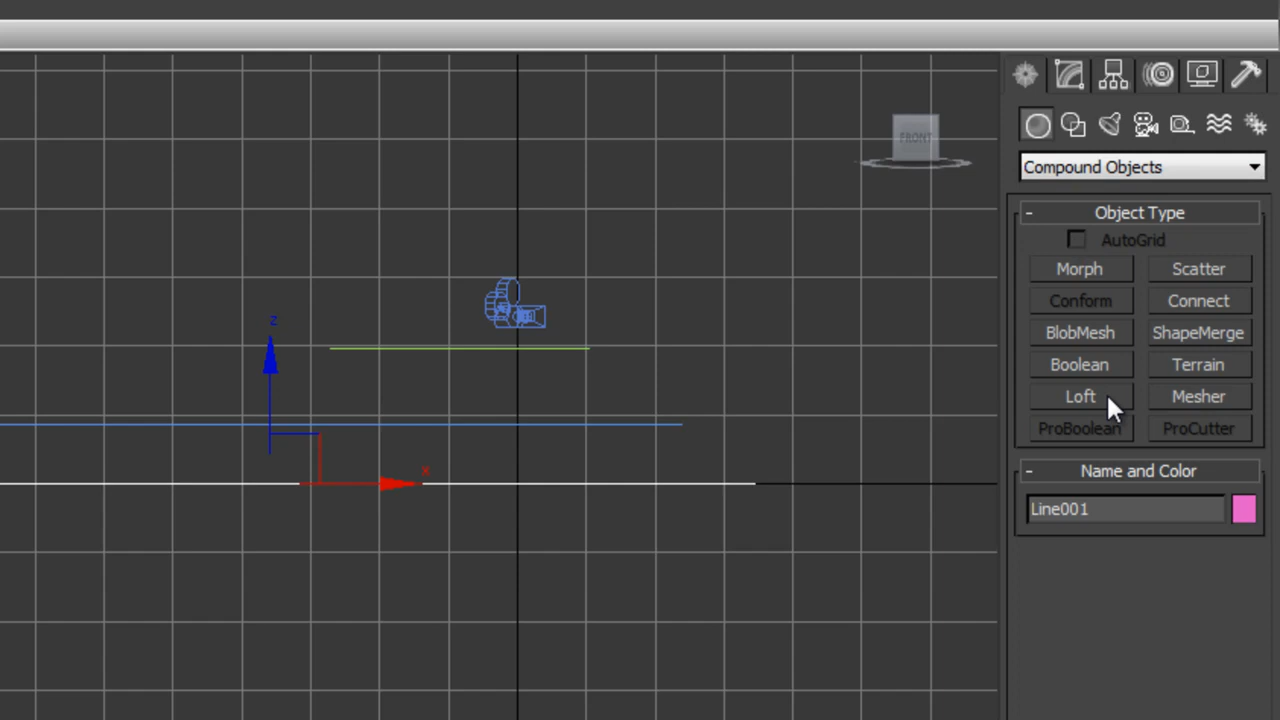 FRONT
Compound Objects
- Object Type
AutoGrid
Morph Scatter
Conform Connect
BlobMesh ShapeMerge
Boolean Terrain
Loft Mesher
ProBoolean ProCutter
- Name and Color
Line001
z
x